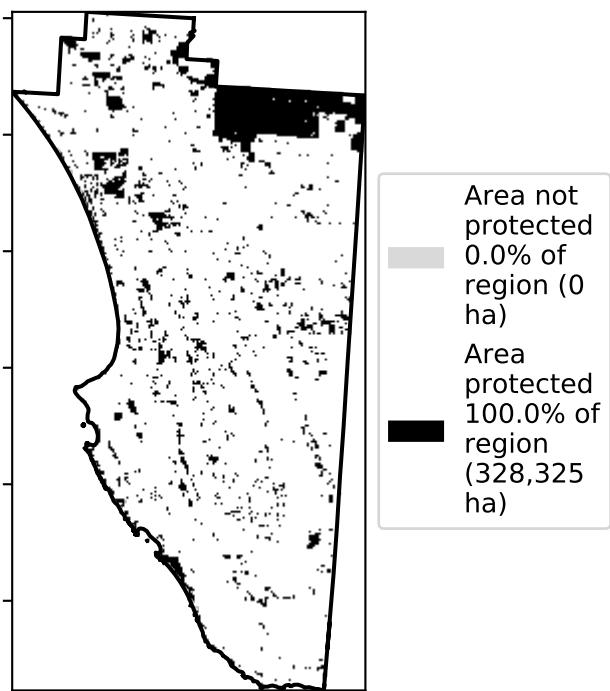 Area not
protected
0.0% of
region (0
ha)
Area
protected
100.0% of
region
(328,325
ha)